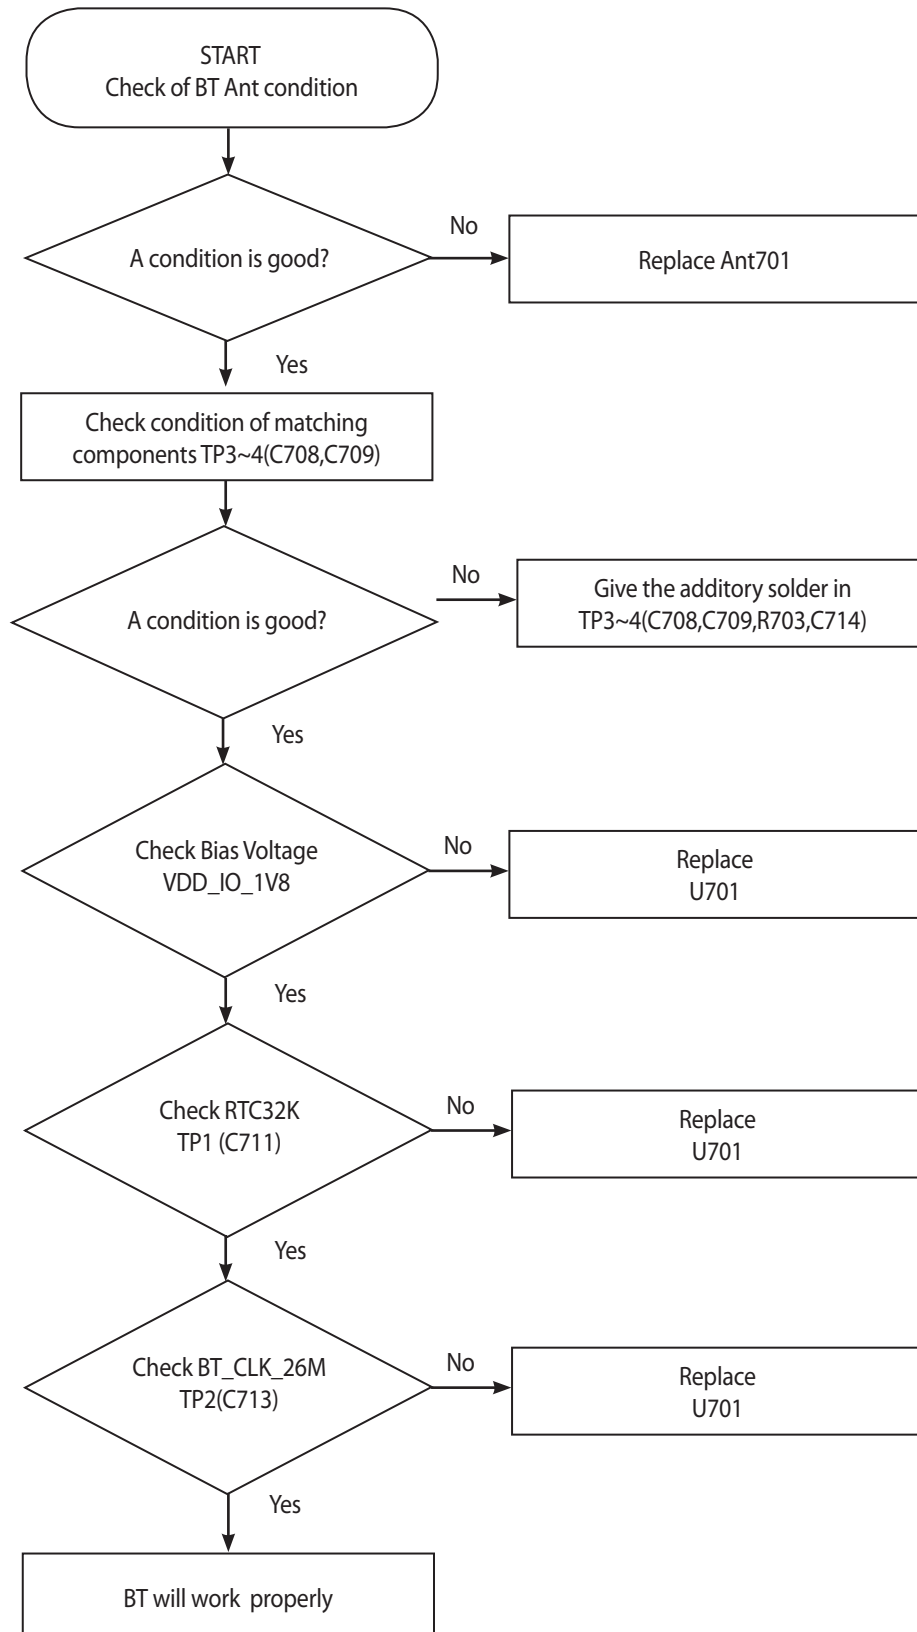 START
Check of BT Ant condition
A condition is good?
No
Replace Ant701
Yes
Check condition of matching
components TP3~4(C708,C709)
A condition is good?
No
Give the additory solder in
TP3~4(C708,C709,R703,C714)
Yes
Check Bias Voltage
VDD_IO_1V8
No
Replace
U701
Yes
Check RTC32K
TP1 (C711)
No
Replace
U701
Yes
Check BT_CLK_26M
TP2(C713)
No
Replace
U701
Yes
BT will work properly